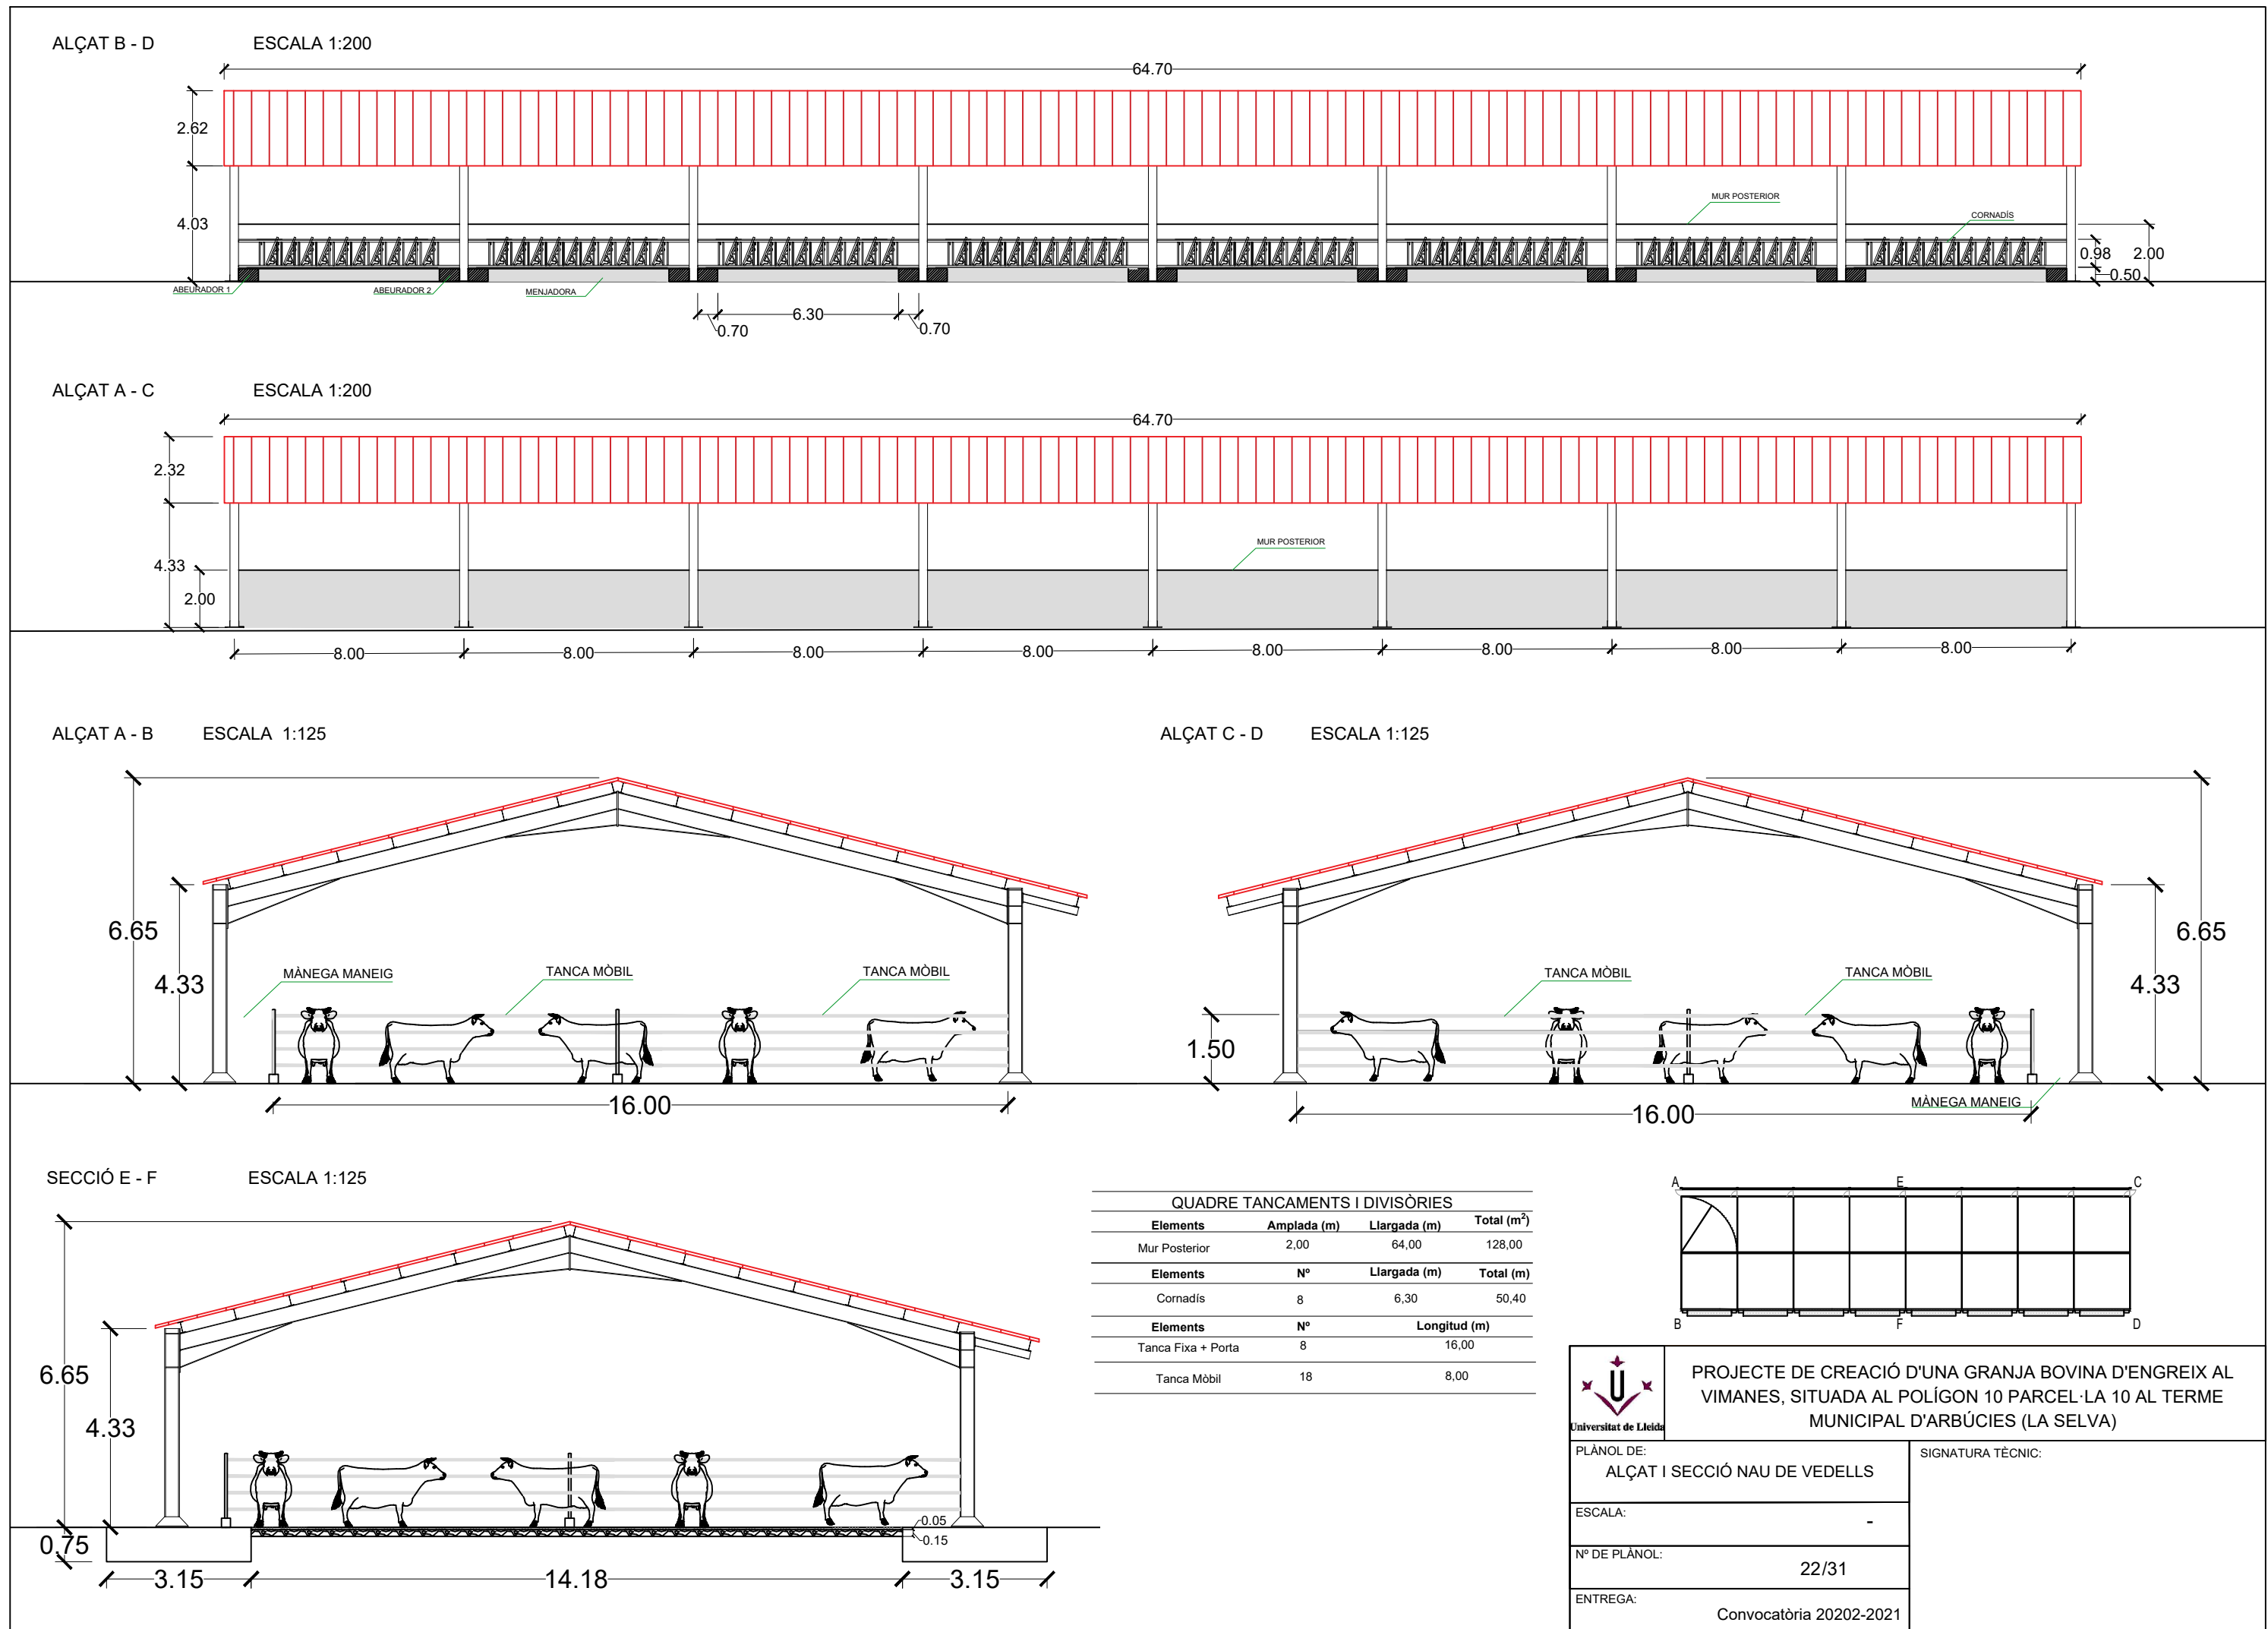 ALÇAT B - D ESCALA 1:200
64.70
2.62
4.03
MUR POSTERIOR
CORNADÍS
0.98 2.00
0.50
ABEURADOR 1
ABEURADOR 2
MENJADORA
6.30
0.70
0.70
ALÇAT A - C ESCALA 1:200
64.70
2.32
4.33
2.00
MUR POSTERIOR
8.00 8.00 8.00 8.00 8.00 8.00 8.00 8.00
ALÇAT A - B ESCALA 1:125
6.65
4.33
MÀNEGA MANEIG
TANCA MÒBIL
TANCA MÒBIL
16.00
ALÇAT C - D ESCALA 1:125
TANCA MÒBIL
TANCA MÒBIL
6.65
4.33
1.50
MÀNEGA MANEIG
16.00
SECCIÓ E - F ESCALA 1:125
6.65
4.33
0.75
0.05
0.15
3.15 14.18 3.15
QUADRE TANCAMENTS I DIVISÒRIES
Elements Amplada (m) Llargada (m) Total (m²)
Mur Posterior 2,00 64,00 128,00
Elements Nº Llargada (m) Total (m)
Cornadís 8 6,30 50,40
Elements Nº Longitud (m)
Tanca Fixa + Porta 8 16,00
Tanca Mòbil 18 8,00
A E C
B F D
Universitat de Lleida
PROJECTE DE CREACIÓ D'UNA GRANJA BOVINA D'ENGREIX AL
VIMANES, SITUADA AL POLÍGON 10 PARCEL·LA 10 AL TERME
MUNICIPAL D'ARBÚCIES (LA SELVA)
PLÀNOL DE:
ALÇAT I SECCIÓ NAU DE VEDELLS
SIGNATURA TÈCNIC:
ESCALA:
-
Nº DE PLÀNOL:
22/31
ENTREGA:
Convocatòria 20202-2021